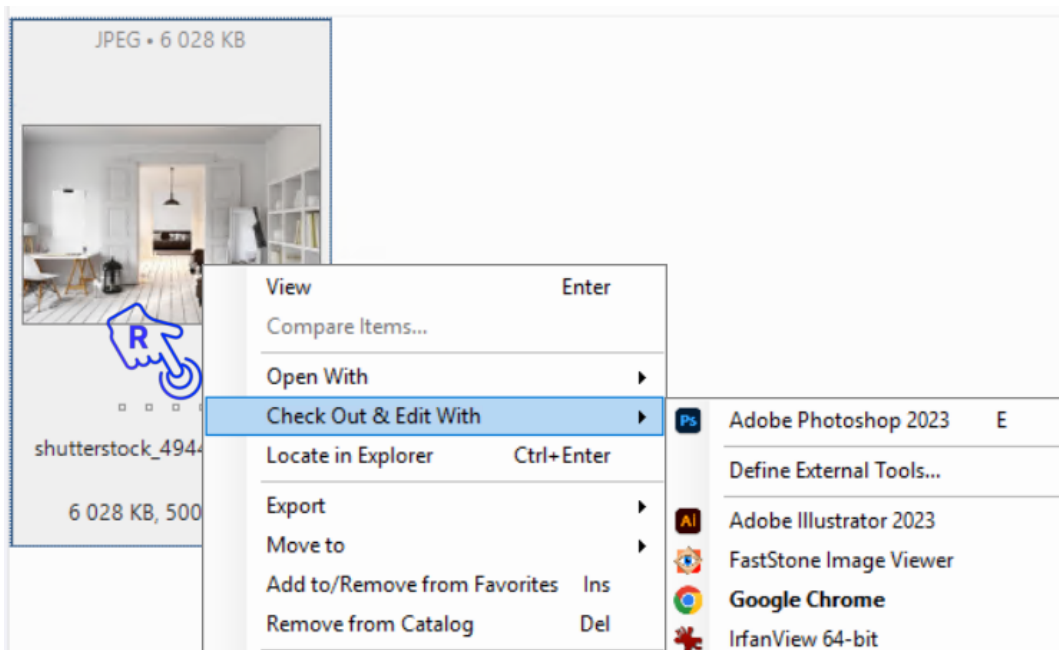 JPEG • 6 028 KB
R
shutterstock_494
6 028 KB, 500
View Enter
Compare Items...
Open With
Check Out & Edit With
Locate in Explorer Ctrl+Enter
Export
Move to
Add to/Remove from Favorites Ins
Remove from Catalog Del
Ps Adobe Photoshop 2023 E
Define External Tools...
Ai Adobe Illustrator 2023
FastStone Image Viewer
Google Chrome
IrfanView 64-bit